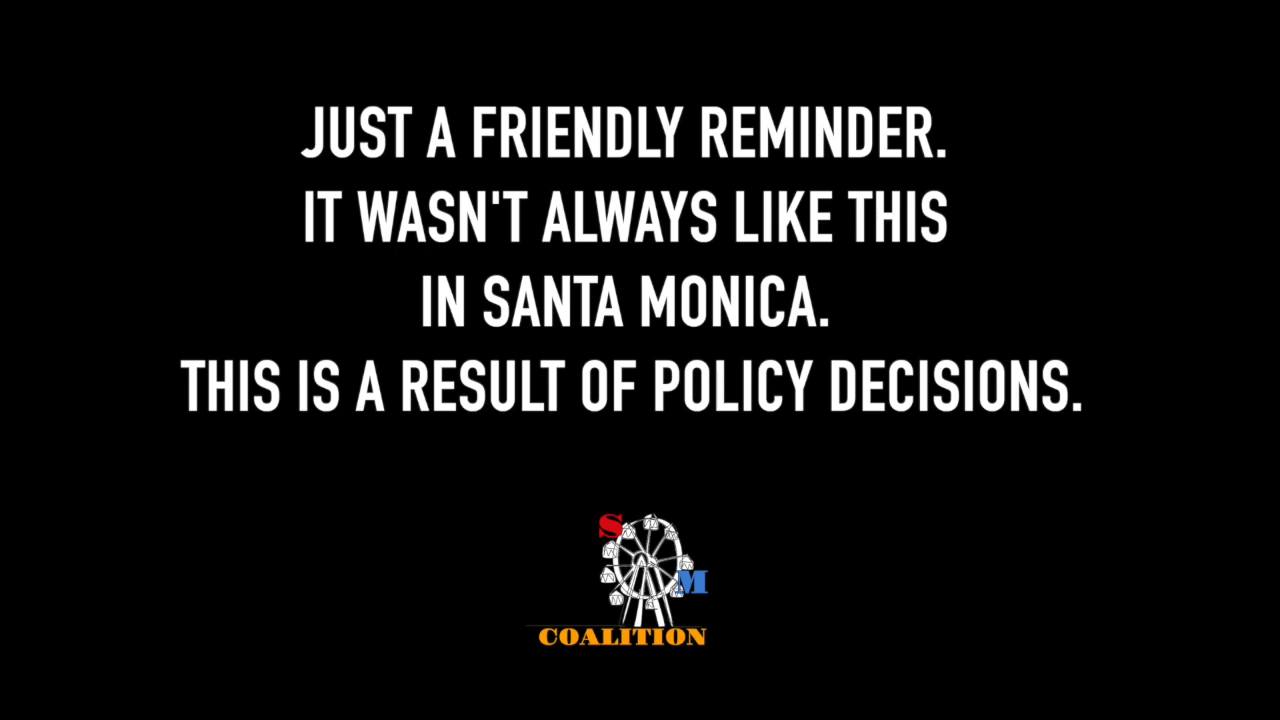 JUST A FRIENDLY REMINDER.
IT WASN'T ALWAYS LIKE THIS
IN SANTA MONICA.
THIS IS A RESULT OF POLICY DECISIONS.
S
M
COALITION